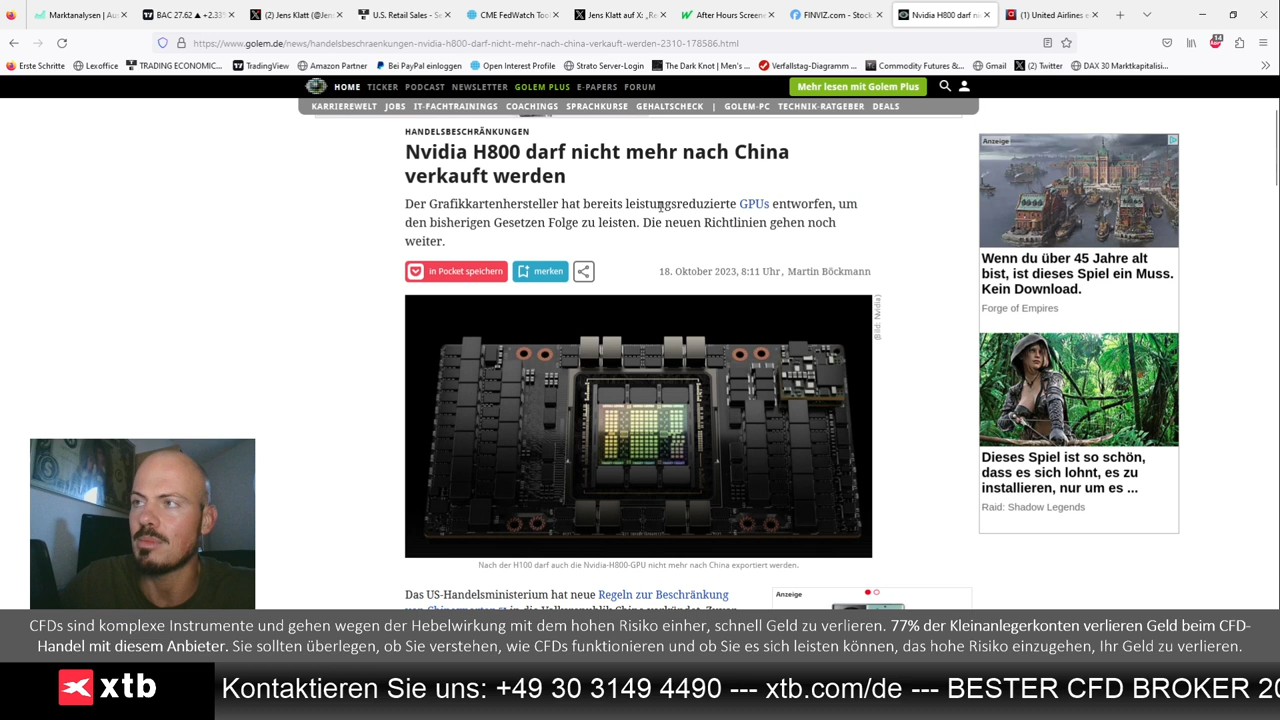 Marktanalysen | Aus
BAC 27.62 ▲ +2.33%
(2) Jens Klatt (@Jen
U.S. Retail Sales - Se
CME FedWatch Too
Jens Klatt auf X: „Re
After Hours Screene
FINVIZ.com - Stock
Nvidia H800 darf ni
(1) United Airlines e
https://www.golem.de/news/handelsbeschraenkungen-nvidia-h800-darf-nicht-mehr-nach-china-verkauft-werden-2310-178586.html
14
Erste Schritte
Lexoffice
TRADING ECONOMIC...
TradingView
Amazon Partner
Bei PayPal einloggen
Open Interest Profile
Strato Server-Login
The Dark Knot | Men's ...
Verfallstag-Diagramm ...
Commodity Futures &...
Gmail
(2) Twitter
DAX 30 Marktkapitalisi...
HOME TICKER PODCAST NEWSLETTER GOLEM PLUS E-PAPERS FORUM
Mehr lesen mit Golem Plus
KARRIEREWELT JOBS IT-FACHTRAININGS COACHINGS SPRACHKURSE GEHALTSCHECK | GOLEM-PC TECHNIK-RATGEBER DEALS
HANDELSBESCHRÄNKUNGEN
Nvidia H800 darf nicht mehr nach China
verkauft werden
Der Grafikkartenhersteller hat bereits leistungsreduzierte GPUs entworfen, um
den bisherigen Gesetzen Folge zu leisten. Die neuen Richtlinien gehen noch
weiter.
in Pocket speichern
merken
18. Oktober 2023, 8:11 Uhr, Martin Böckmann
(Bild: Nvidia)
Nach der H100 darf auch die Nvidia-H800-GPU nicht mehr nach China exportiert werden.
Das US-Handelsministerium hat neue Regeln zur Beschränkung
von Chinaexporten in die Volksrepublik China verkündet. Zuvor
Anzeige
Anzeige
Wenn du über 45 Jahre alt
bist, ist dieses Spiel ein Muss.
Kein Download.
Forge of Empires
Dieses Spiel ist so schön,
dass es sich lohnt, es zu
installieren, nur um es ...
Raid: Shadow Legends
CFDs sind komplexe Instrumente und gehen wegen der Hebelwirkung mit dem hohen Risiko einher, schnell Geld zu verlieren. 77% der Kleinanlegerkonten verlieren Geld beim CFD-
Handel mit diesem Anbieter. Sie sollten überlegen, ob Sie verstehen, wie CFDs funktionieren und ob Sie es sich leisten können, das hohe Risiko einzugehen, Ihr Geld zu verlieren.
xtb
Kontaktieren Sie uns: +49 30 3149 4490 --- xtb.com/de --- BESTER CFD BROKER 20